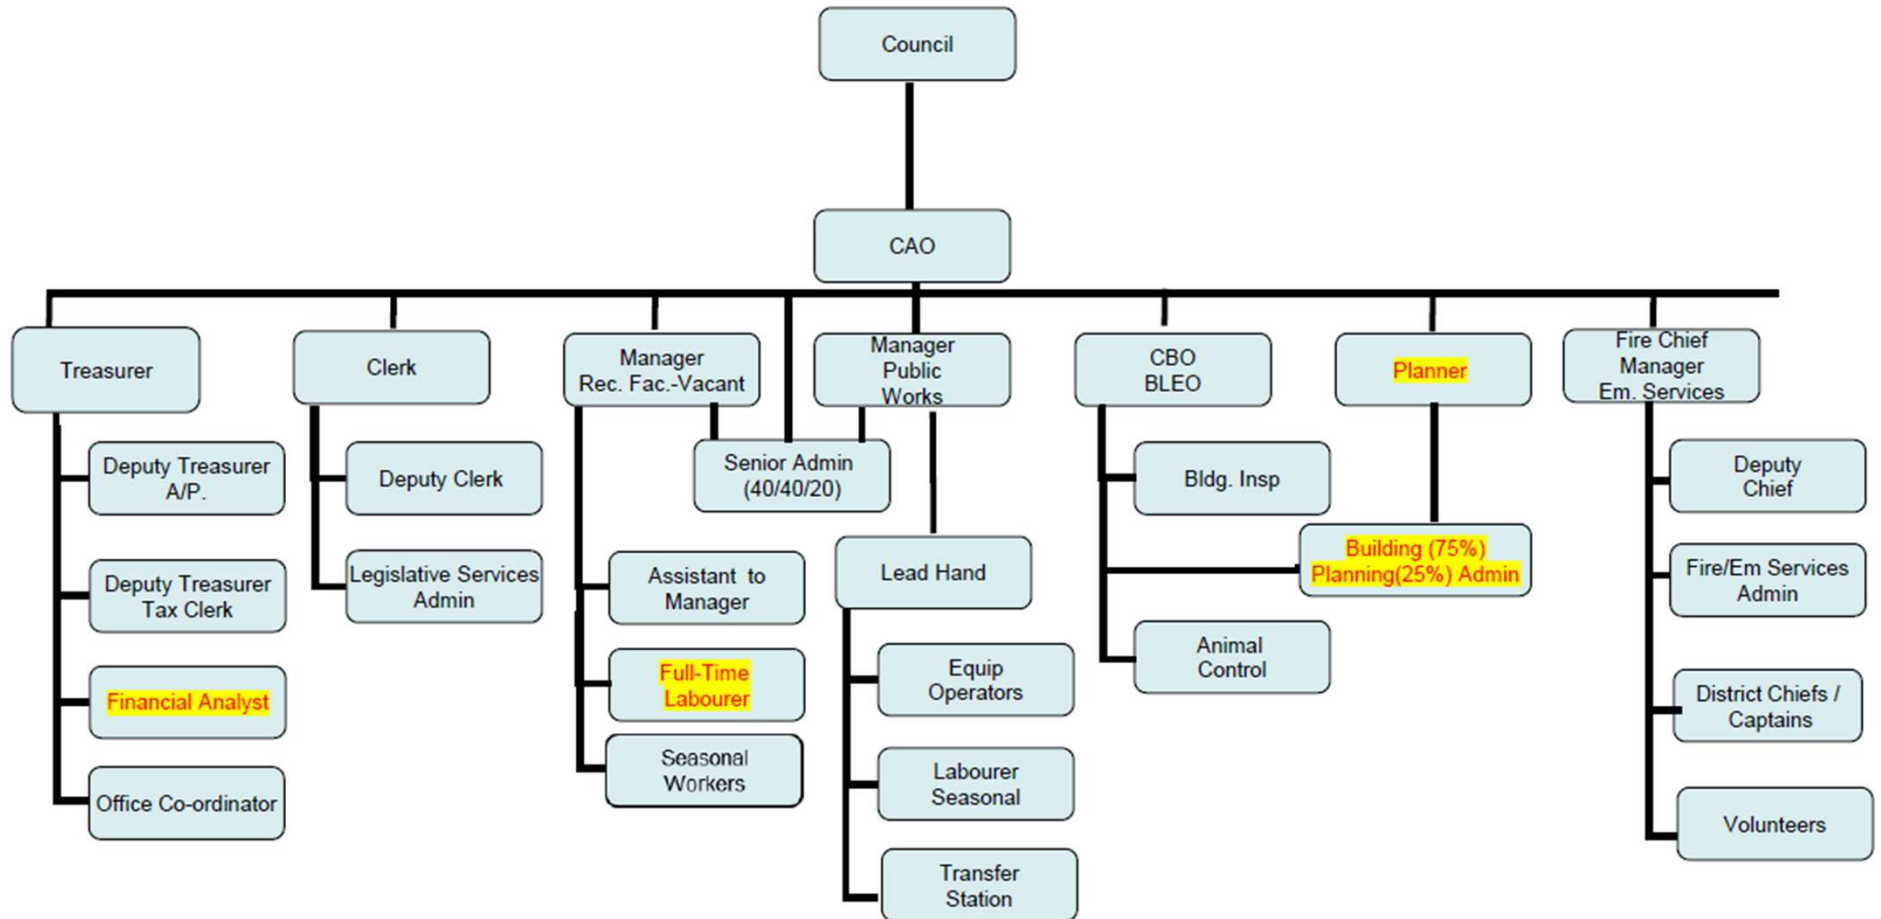 Council
CAO
Treasurer
Clerk
Manager
Rec. Fac.-Vacant
Manager
Public
Works
CBO
BLEO
Planner
Fire Chief
Manager
Em. Services
Deputy Treasurer
A/P.
Deputy Treasurer
Tax Clerk
Financial Analyst
Office Co-ordinator
Deputy Clerk
Legislative Services
Admin
Senior Admin
(40/40/20)
Assistant to
Manager
Full-Time
Labourer
Seasonal
Workers
Lead Hand
Equip
Operators
Labourer
Seasonal
Transfer
Station
Bldg. Insp
Building (75%)
Planning(25%) Admin
Animal
Control
Deputy
Chief
Fire/Em Services
Admin
District Chiefs /
Captains
Volunteers